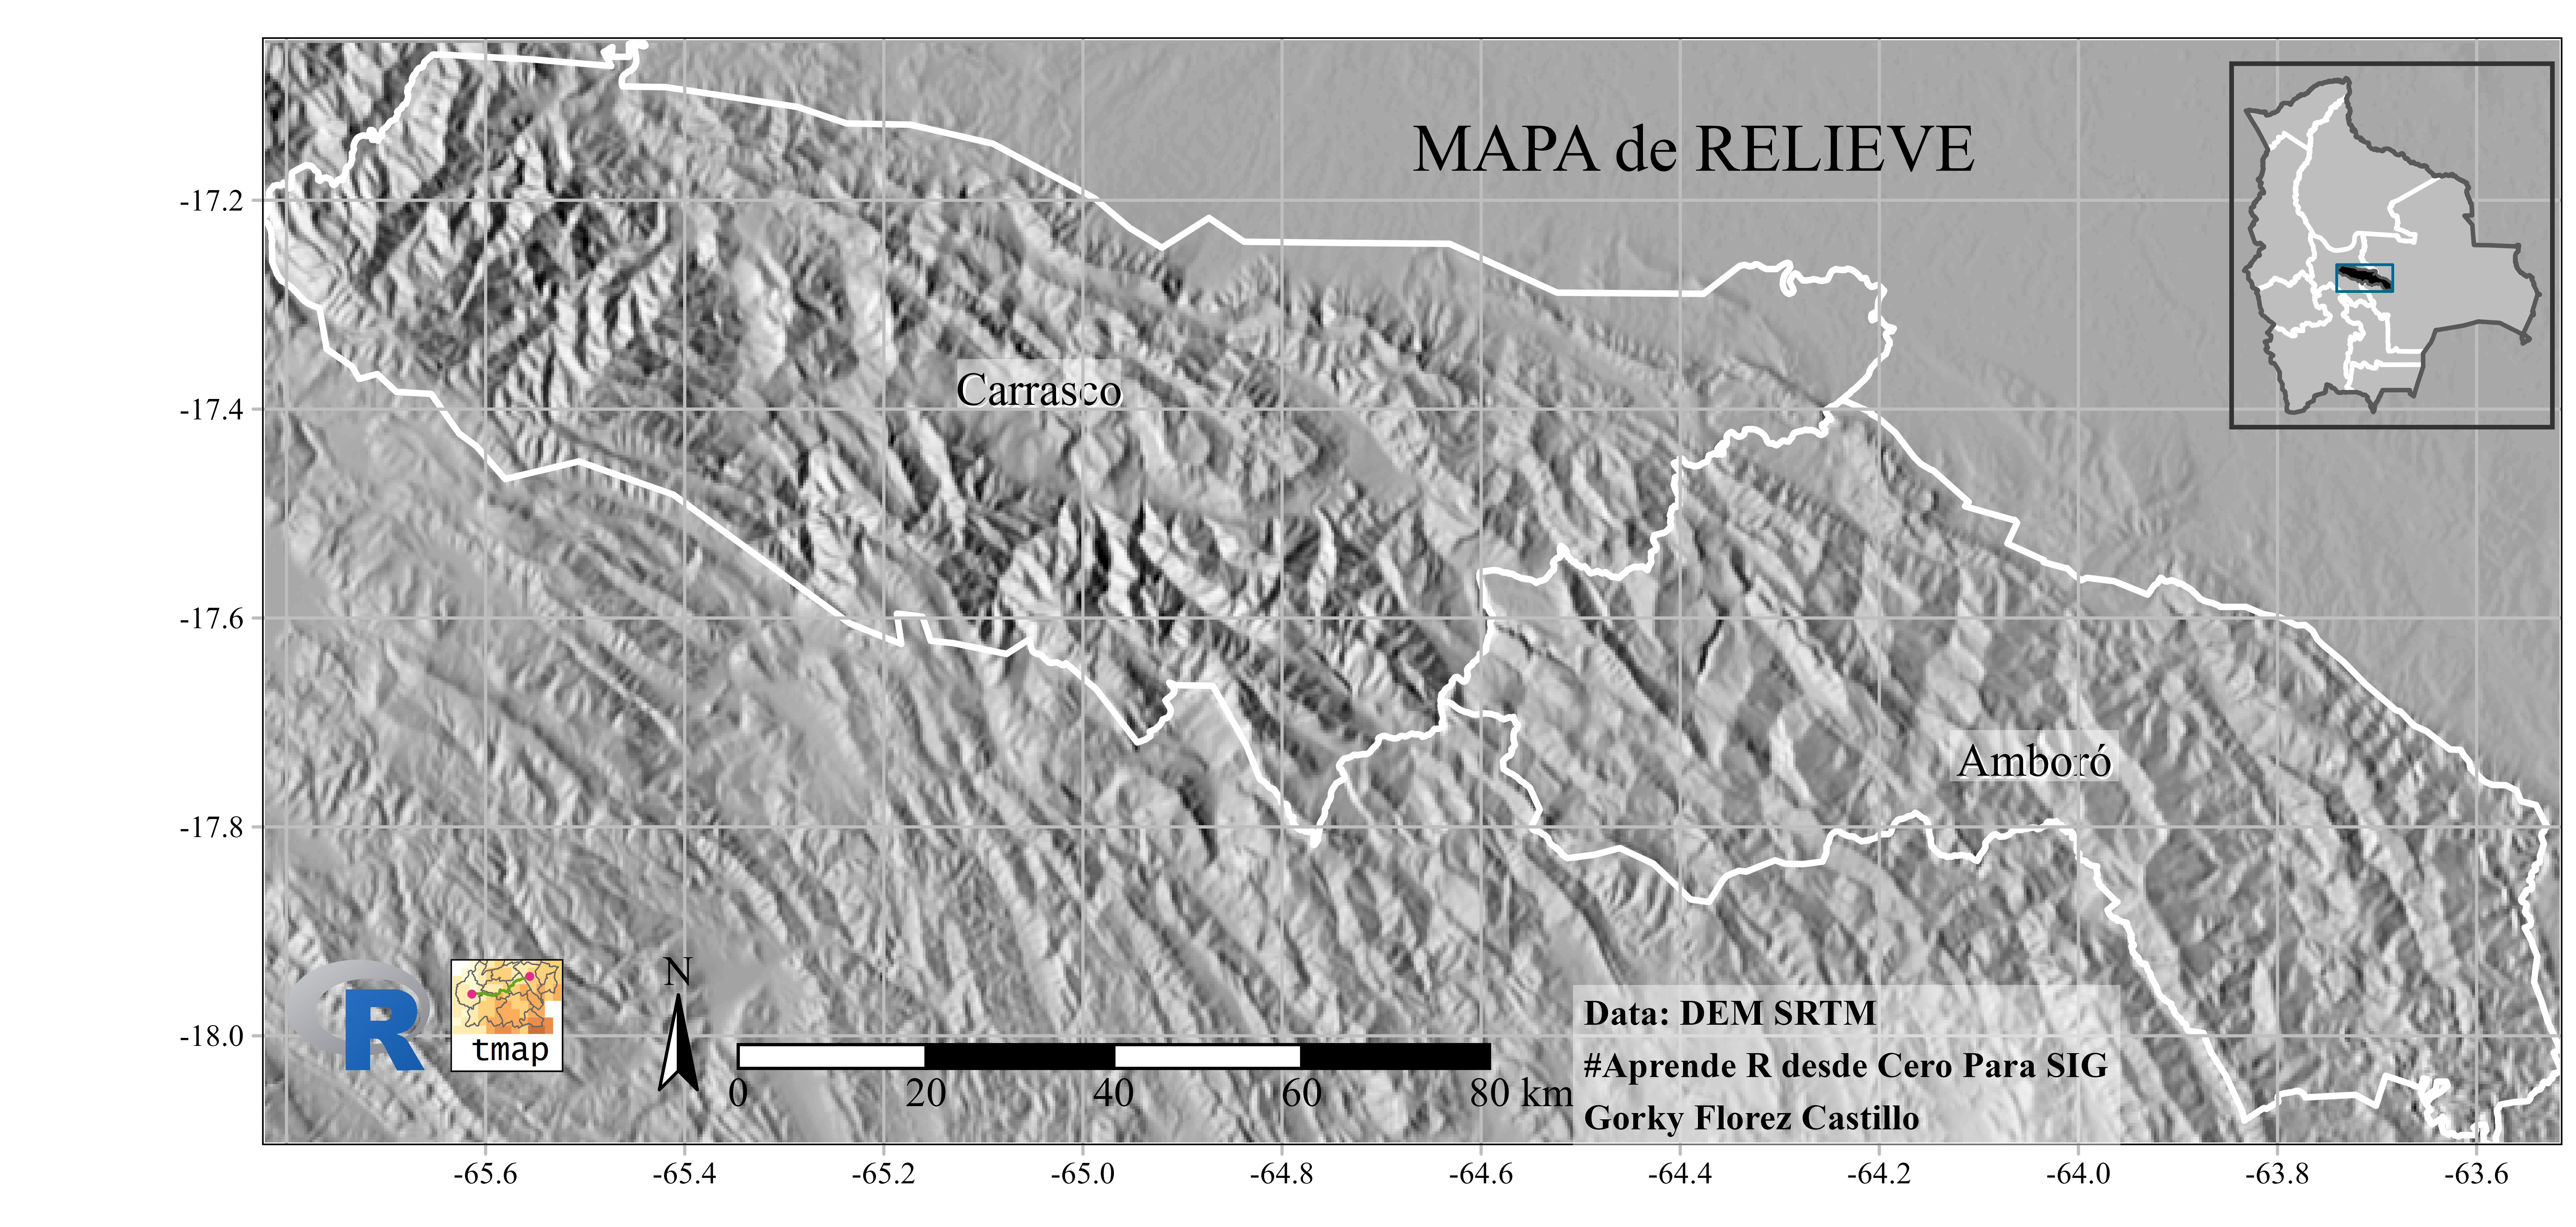 MAPA de RELIEVE
-17.2
-17.4
-17.6
-17.8
-18.0
Carrasco
Amboró
R
tmap
N
0 20 40 60 80 km
Data: DEM SRTM
#Aprende R desde Cero Para SIG
Gorky Florez Castillo
-65.6 -65.4 -65.2 -65.0 -64.8 -64.6 -64.4 -64.2 -64.0 -63.8 -63.6